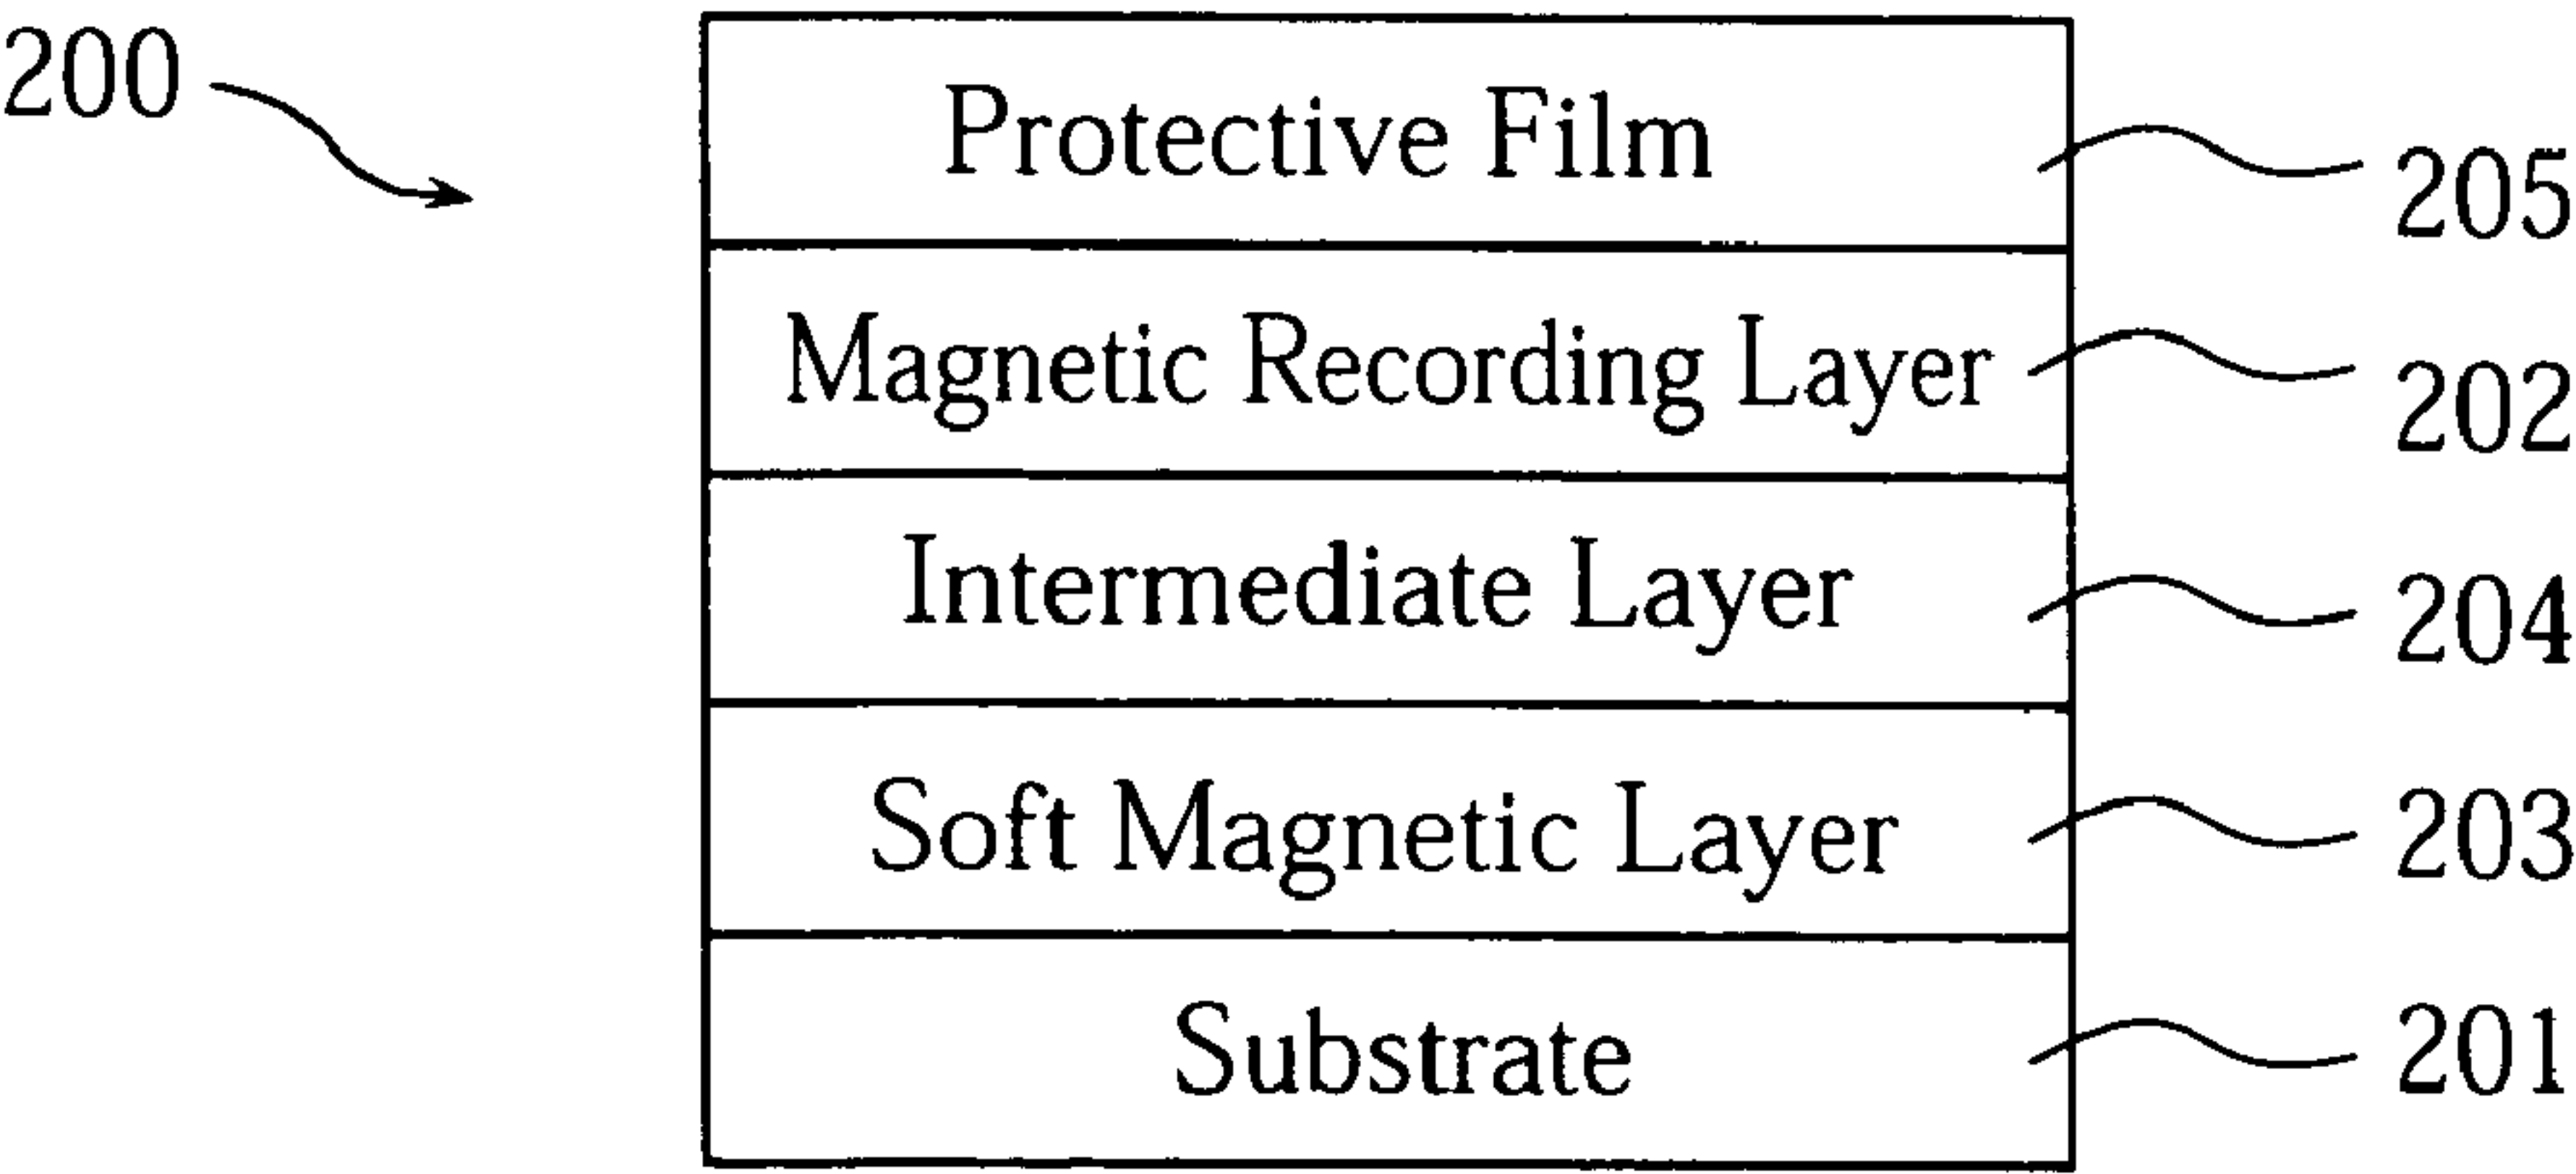 200
Protective Film 205
Magnetic Recording Layer 202
Intermediate Layer 204
Soft Magnetic Layer 203
Substrate 201